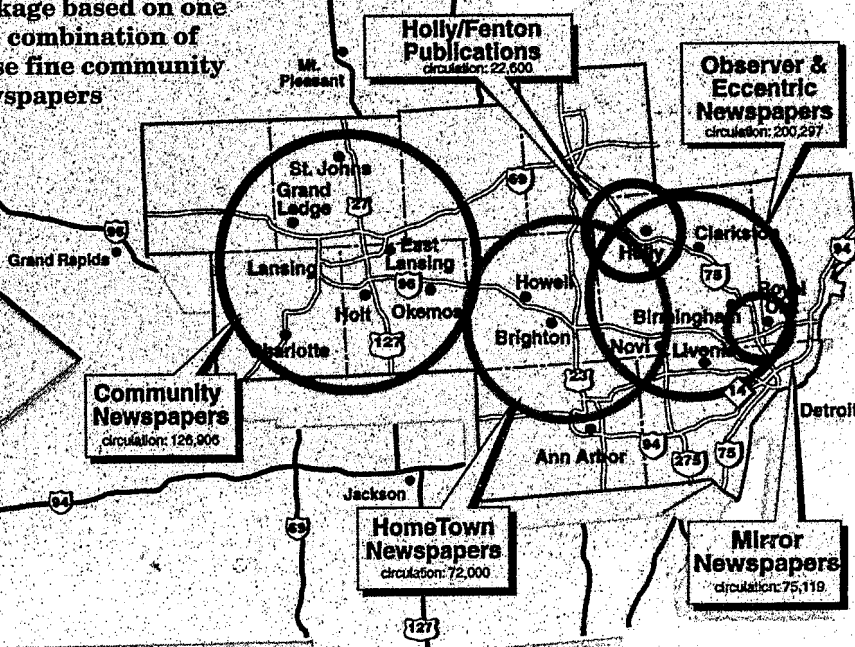 kage based on one
combination of
se fine community
spapers
Holly/Fenton
Publications
circulation: 22,600
Observer &
Eccentric
Newspapers
circulation: 200,297
Mt.
Pleasant
St. Johns
Grand
Ledge
27
69
96
Grand Rapids
East
Lansing
Lansing
96
Holt
Okemos
127
Charlotte
Howell
Brighton
Holly
Clarkston
75
94
Royal
Oak
Birmingham
Novi
Livonia
23
14
Detroit
Ann Arbor
94
275
75
Community
Newspapers
circulation: 126,906
94
Jackson
69
HomeTown
Newspapers
circulation: 72,000
Mirror
Newspapers
circulation: 75,119
127